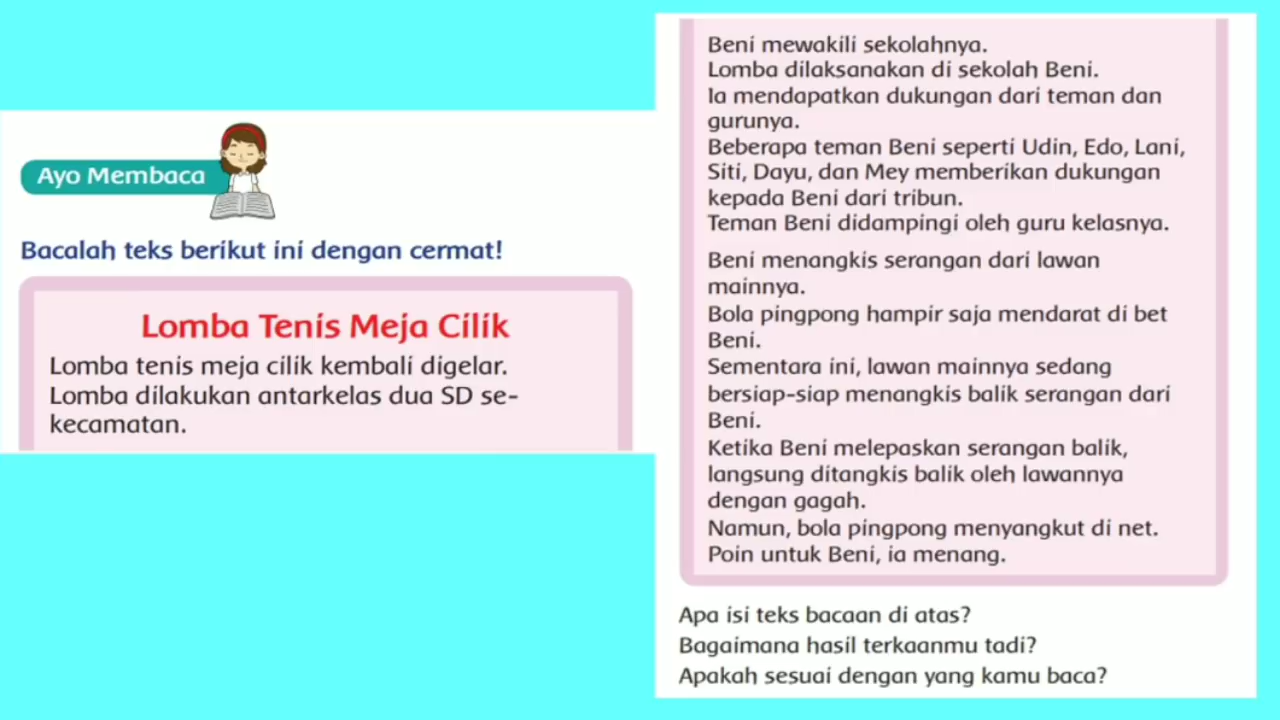 Ayo Membaca
Bacalah teks berikut ini dengan cermat!
Lomba Tenis Meja Cilik
Lomba tenis meja cilik kembali digelar.
Lomba dilakukan antarkelas dua SD se-
kecamatan.
Beni mewakili sekolahnya.
Lomba dilaksanakan di sekolah Beni.
Ia mendapatkan dukungan dari teman dan
gurunya.
Beberapa teman Beni seperti Udin, Edo, Lani,
Siti, Dayu, dan Mey memberikan dukungan
kepada Beni dari tribun.
Teman Beni didampingi oleh guru kelasnya.
Beni menangkis serangan dari lawan
mainnya.
Bola pingpong hampir saja mendarat di bet
Beni.
Sementara ini, lawan mainnya sedang
bersiap-siap menangkis balik serangan dari
Beni.
Ketika Beni melepaskan serangan balik,
langsung ditangkis balik oleh lawannya
dengan gagah.
Namun, bola pingpong menyangkut di net.
Poin untuk Beni, ia menang.
Apa isi teks bacaan di atas?
Bagaimana hasil terkaanmu tadi?
Apakah sesuai dengan yang kamu baca?